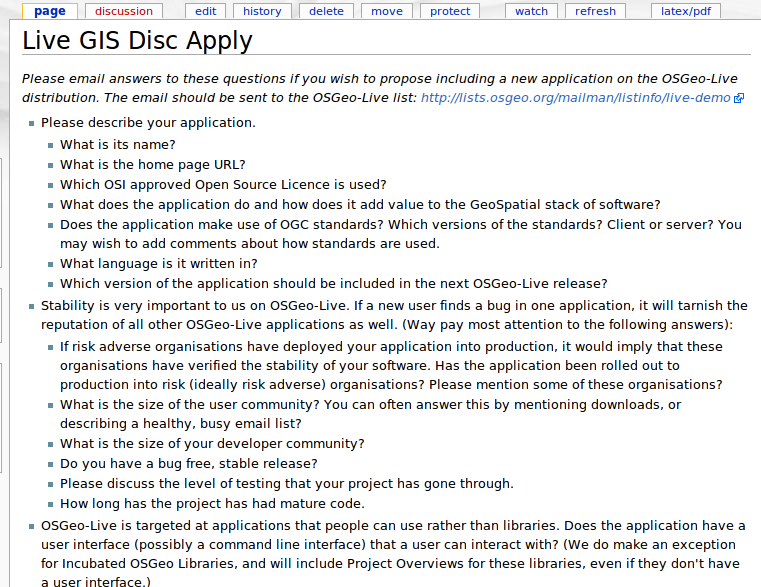 page discussion edit history delete move protect watch refresh latex/pdf
Live GIS Disc Apply
Please email answers to these questions if you wish to propose including a new application on the OSGeo-Live
distribution. The email should be sent to the OSGeo-Live list: http://lists.osgeo.org/mailman/listinfo/live-demo
Please describe your application.
What is its name?
What is the home page URL?
Which OSI approved Open Source Licence is used?
What does the application do and how does it add value to the GeoSpatial stack of software?
Does the application make use of OGC standards? Which versions of the standards? Client or server? You
may wish to add comments about how standards are used.
What language is it written in?
Which version of the application should be included in the next OSGeo-Live release?
Stability is very important to us on OSGeo-Live. If a new user finds a bug in one application, it will tarnish the
reputation of all other OSGeo-Live applications as well. (Way pay most attention to the following answers):
If risk adverse organisations have deployed your application into production, it would imply that these
organisations have verified the stability of your software. Has the application been rolled out to
production into risk (ideally risk adverse) organisations? Please mention some of these organisations?
What is the size of the user community? You can often answer this by mentioning downloads, or
describing a healthy, busy email list?
What is the size of your developer community?
Do you have a bug free, stable release?
Please discuss the level of testing that your project has gone through.
How long has the project has had mature code.
OSGeo-Live is targeted at applications that people can use rather than libraries. Does the application have a
user interface (possibly a command line interface) that a user can interact with? (We do make an exception
for Incubated OSGeo Libraries, and will include Project Overviews for these libraries, even if they don't have
a user interface.)